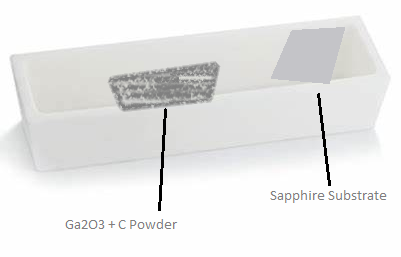 Sapphire Substrate
Ga2O3 + C Powder